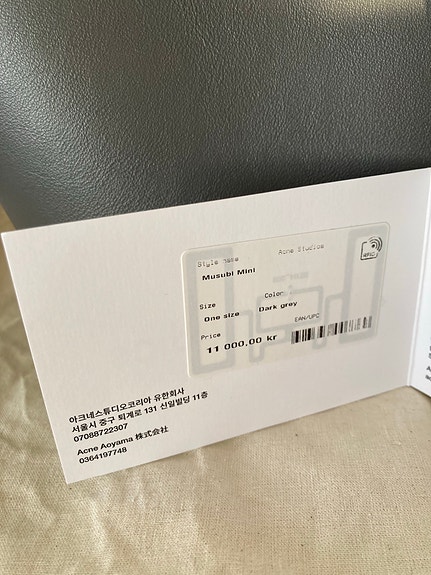 Style name Acne Studios
Musubi Mini
RFID
Size Color
One size Dark grey
Price EAN/UPC
11 000,00 kr
아크네스튜디오코리아 유한회사
서울시 중구 퇴계로 131 신일빌딩 11층
07088722307
Acne Aoyama 株式会社
0364197748